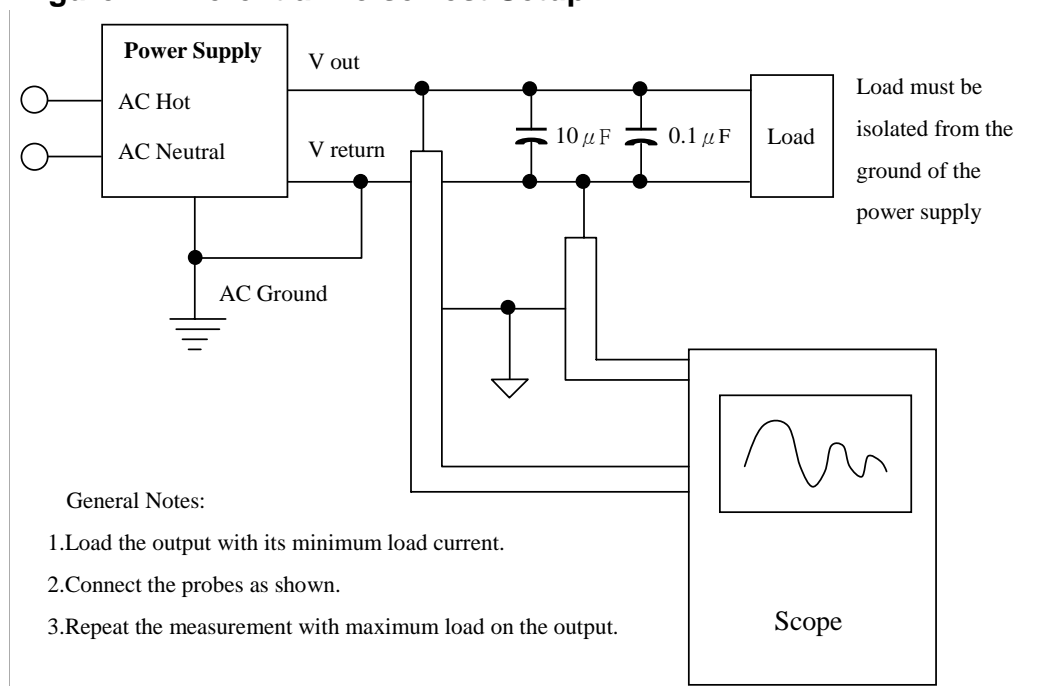 Power Supply
V out
AC Hot
AC Neutral
V return
10 μF
0.1 μF
Load
Load must be
isolated from the
ground of the
power supply
AC Ground
General Notes:
1.Load the output with its minimum load current.
2.Connect the probes as shown.
3.Repeat the measurement with maximum load on the output.
Scope